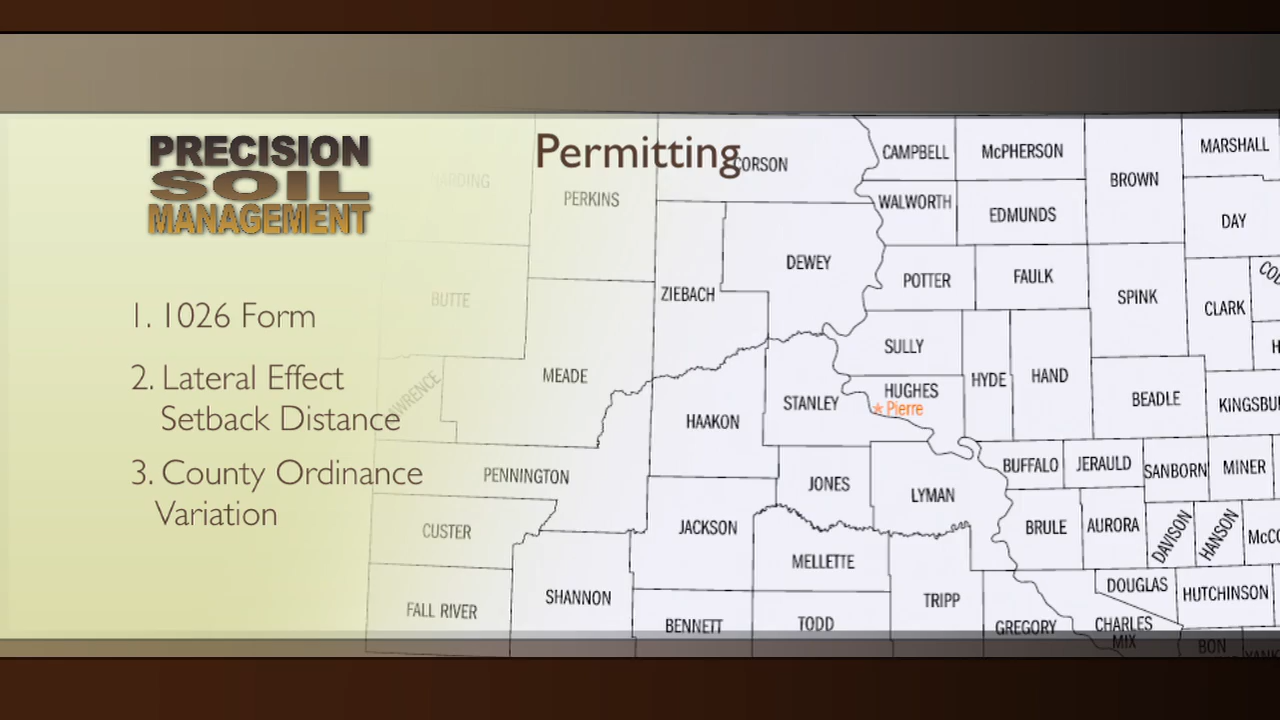 PRECISION
SOIL
MANAGEMENT
Permitting
1. 1026 Form
2. Lateral Effect
Setback Distance
3. County Ordinance
Variation
HARDING
PERKINS
CORSON
CAMPBELL
McPHERSON
BROWN
MARSHALL
WALWORTH
EDMUNDS
DAY
BUTTE
ZIEBACH
DEWEY
POTTER
FAULK
SPINK
CLARK
MEADE
SULLY
HYDE
HAND
BEADLE
HAAKON
STANLEY
HUGHES
Pierre
PENNINGTON
JONES
LYMAN
BUFFALO
JERAULD
SANBORN
MINER
CUSTER
JACKSON
MELLETTE
BRULE
AURORA
DAVISON
HANSON
FALL RIVER
SHANNON
BENNETT
TODD
TRIPP
GREGORY
DOUGLAS
CHARLES
MIX
HUTCHINSON
BON